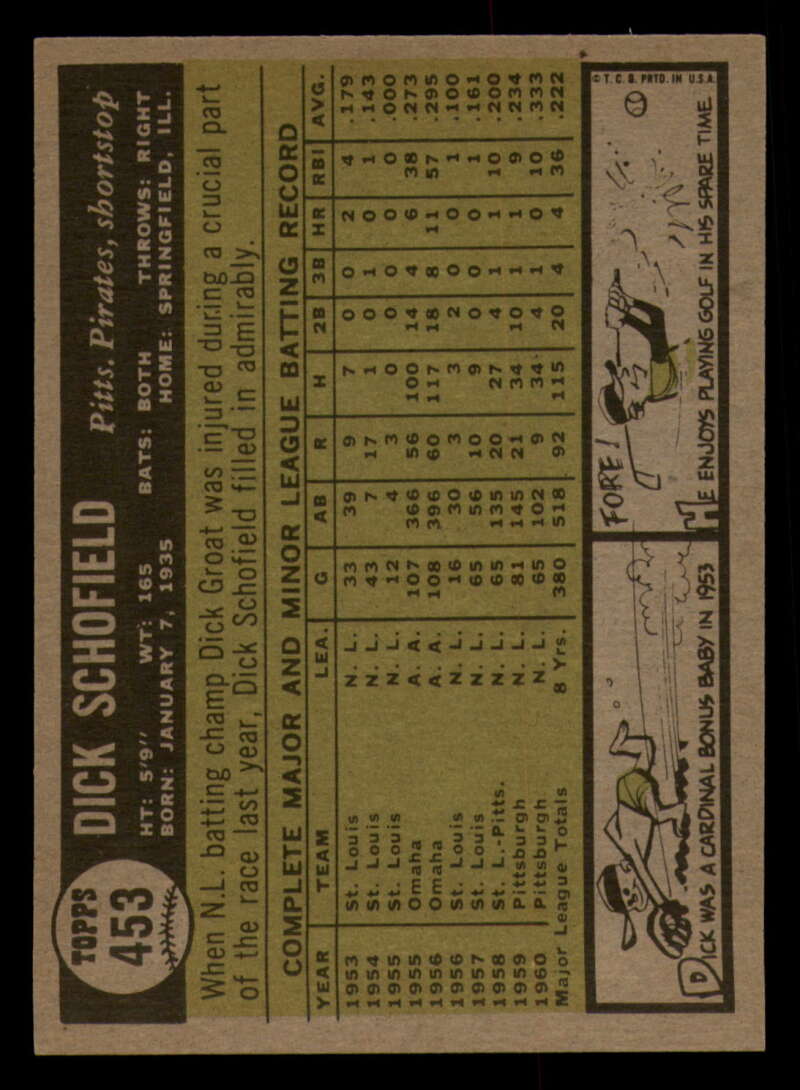 TOPPS
453
DICK SCHOFIELD Pitts. Pirates, shortstop
HT: 5'9" WT: 165 BATS: BOTH THROWS: RIGHT
BORN: JANUARY 7, 1935 HOME: SPRINGFIELD, ILL.
When N.L. batting champ Dick Groat was injured during a crucial part
of the race last year, Dick Schofield filled in admirably.
COMPLETE MAJOR AND MINOR LEAGUE BATTING RECORD
YEAR TEAM LEA. G AB R H 2B 3B HR RBI AVG.
1953 St. Louis N. L. 33 39 9 7 0 0 2 4 .179
1954 St. Louis N. L. 43 7 17 1 0 1 0 1 .143
1955 St. Louis N. L. 12 4 3 0 0 0 0 0 .000
1955 Omaha A. A. 107 366 56 100 14 4 6 38 .273
1956 Omaha A. A. 108 396 60 117 18 8 11 57 .295
1956 St. Louis N. L. 16 30 3 3 2 0 0 1 .100
1957 St. Louis N. L. 65 56 10 9 0 0 0 1 .161
1958 St. L.-Pitts. N. L. 65 135 20 27 4 1 1 10 .200
1959 Pittsburgh N. L. 81 145 21 34 10 1 1 9 .234
1960 Pittsburgh N. L. 65 102 9 34 4 1 0 10 .333
Major League Totals 8 Yrs. 380 518 92 115 20 4 4 36 .222
DICK WAS A CARDINAL BONUS BABY IN 1953
FORE!
HE ENJOYS PLAYING GOLF IN HIS SPARE TIME.
© T. C. G. PRTD. IN U.S.A.